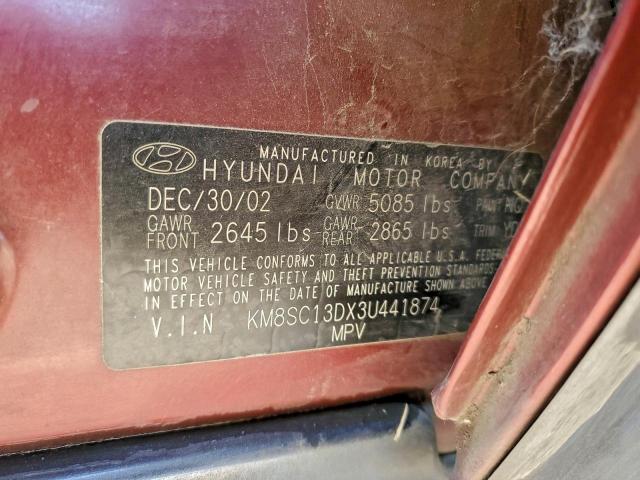 MANUFACTURED IN KOREA BY
HYUNDAI MOTOR COMPANY
DEC/30/02 GVWR 5085 lbs PAINT
GAWR FRONT 2645 lbs GAWR REAR 2865 lbs TRIM
THIS VEHICLE CONFORMS TO ALL APPLICABLE U.S.A.
MOTOR VEHICLE SAFETY AND THEFT PREVENTION
IN EFFECT ON THE DATE OF MANUFACTURE SHOWN ABOVE
V.I.N KM8SC13DX3U441874
MPV